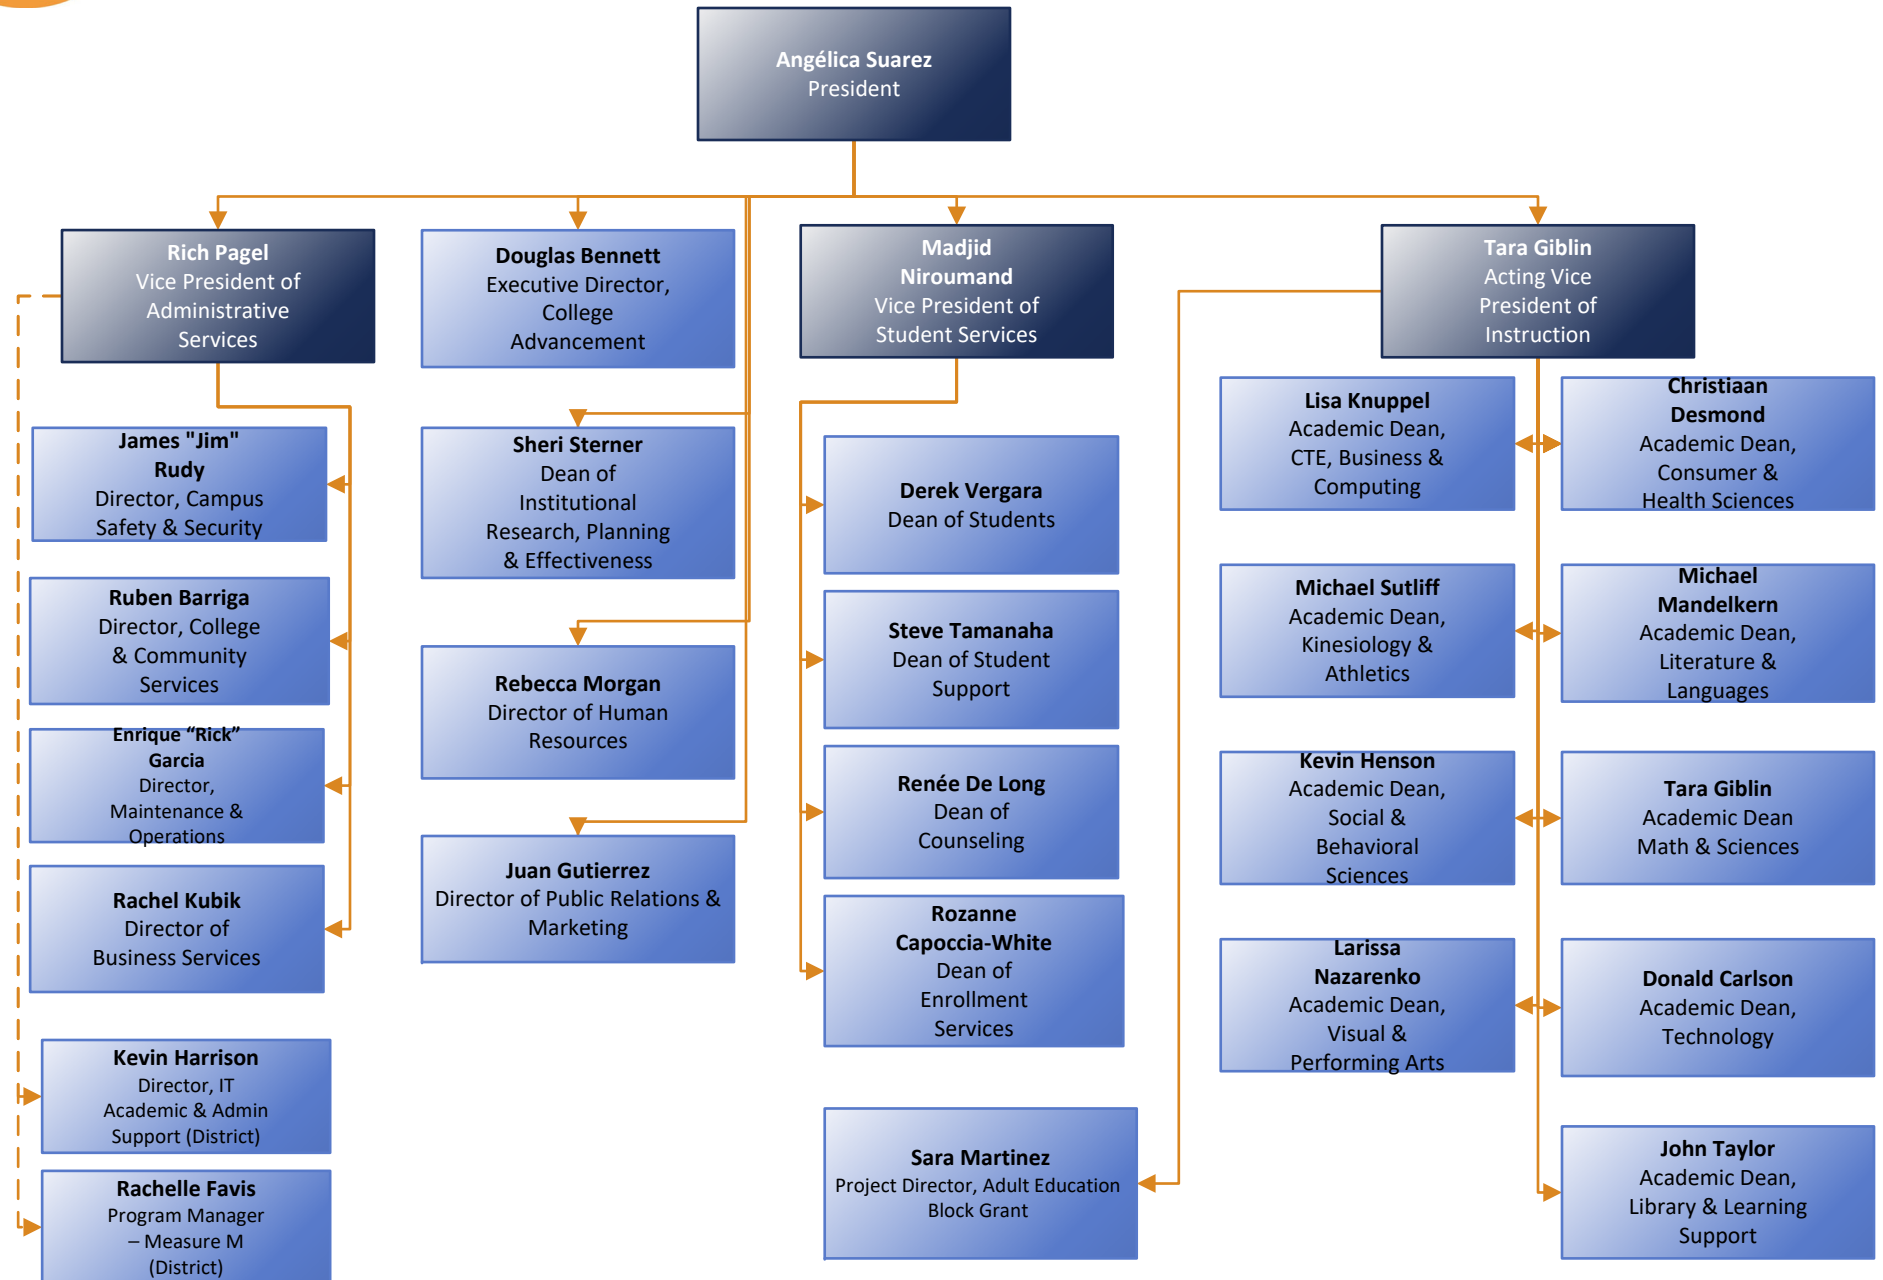 Angélica Suarez
President
Rich Pagel
Vice President of
Administrative
Services
Douglas Bennett
Executive Director,
College
Advancement
Madjid
Niroumand
Vice President of
Student Services
Tara Giblin
Acting Vice
President of
Instruction
James "Jim"
Rudy
Director, Campus
Safety & Security
Ruben Barriga
Director, College
& Community
Services
Enrique “Rick”
Garcia
Director,
Maintenance &
Operations
Rachel Kubik
Director of
Business Services
Kevin Harrison
Director, IT
Academic & Admin
Support (District)
Rachelle Favis
Program Manager
– Measure M
(District)
Sheri Sterner
Dean of
Institutional
Research, Planning
& Effectiveness
Rebecca Morgan
Director of Human
Resources
Juan Gutierrez
Director of Public Relations &
Marketing
Derek Vergara
Dean of Students
Steve Tamanaha
Dean of Student
Support
Renée De Long
Dean of
Counseling
Rozanne
Capoccia-White
Dean of
Enrollment
Services
Sara Martinez
Project Director, Adult Education
Block Grant
Lisa Knuppel
Academic Dean,
CTE, Business &
Computing
Michael Sutliff
Academic Dean,
Kinesiology &
Athletics
Kevin Henson
Academic Dean,
Social &
Behavioral
Sciences
Larissa
Nazarenko
Academic Dean,
Visual &
Performing Arts
Christiaan
Desmond
Academic Dean,
Consumer &
Health Sciences
Michael
Mandelkern
Academic Dean,
Literature &
Languages
Tara Giblin
Academic Dean
Math & Sciences
Donald Carlson
Academic Dean,
Technology
John Taylor
Academic Dean,
Library & Learning
Support